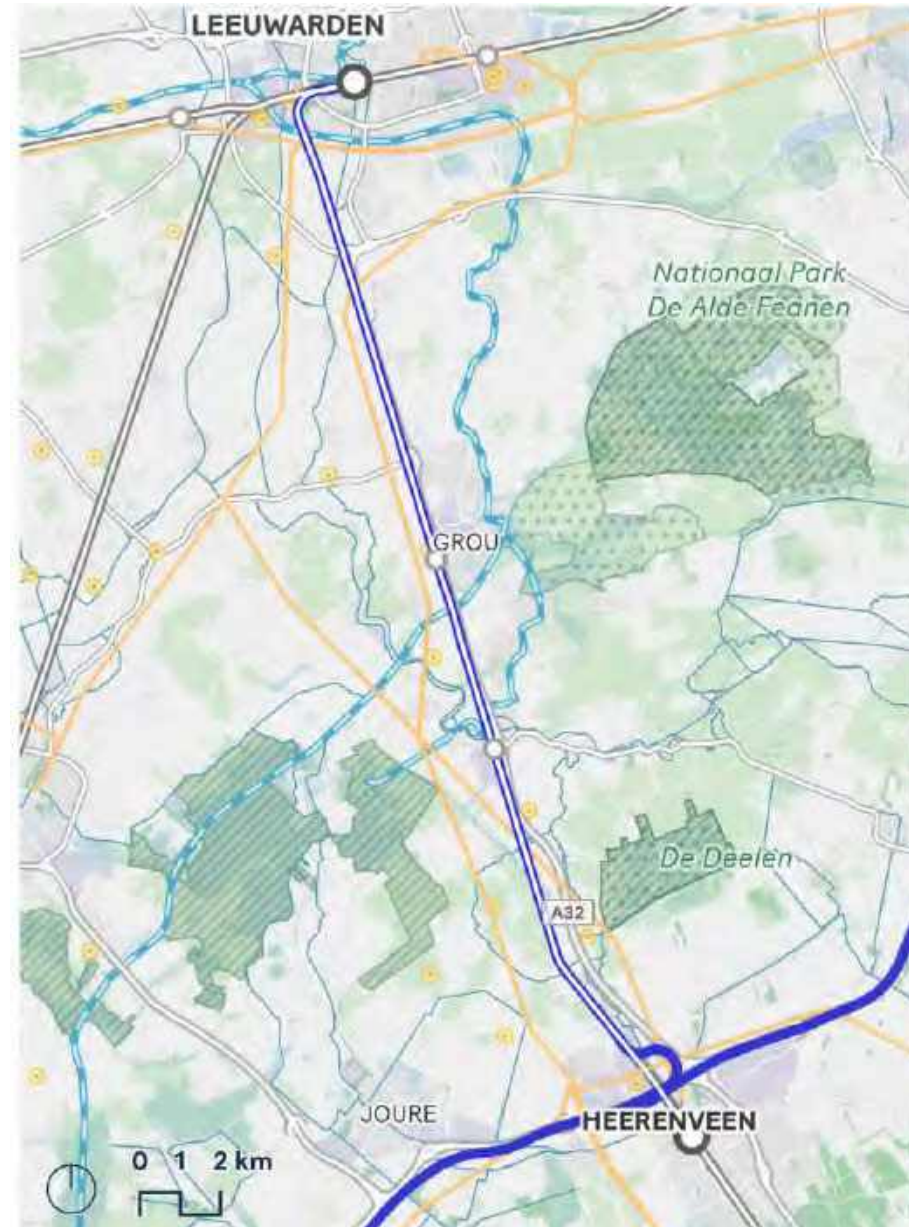 LEEUWARDEN
Nationaal Park
De Alde Feanen
GROU
De Deelen
A32
JOURE
HEERENVEEN
0 1 2 km